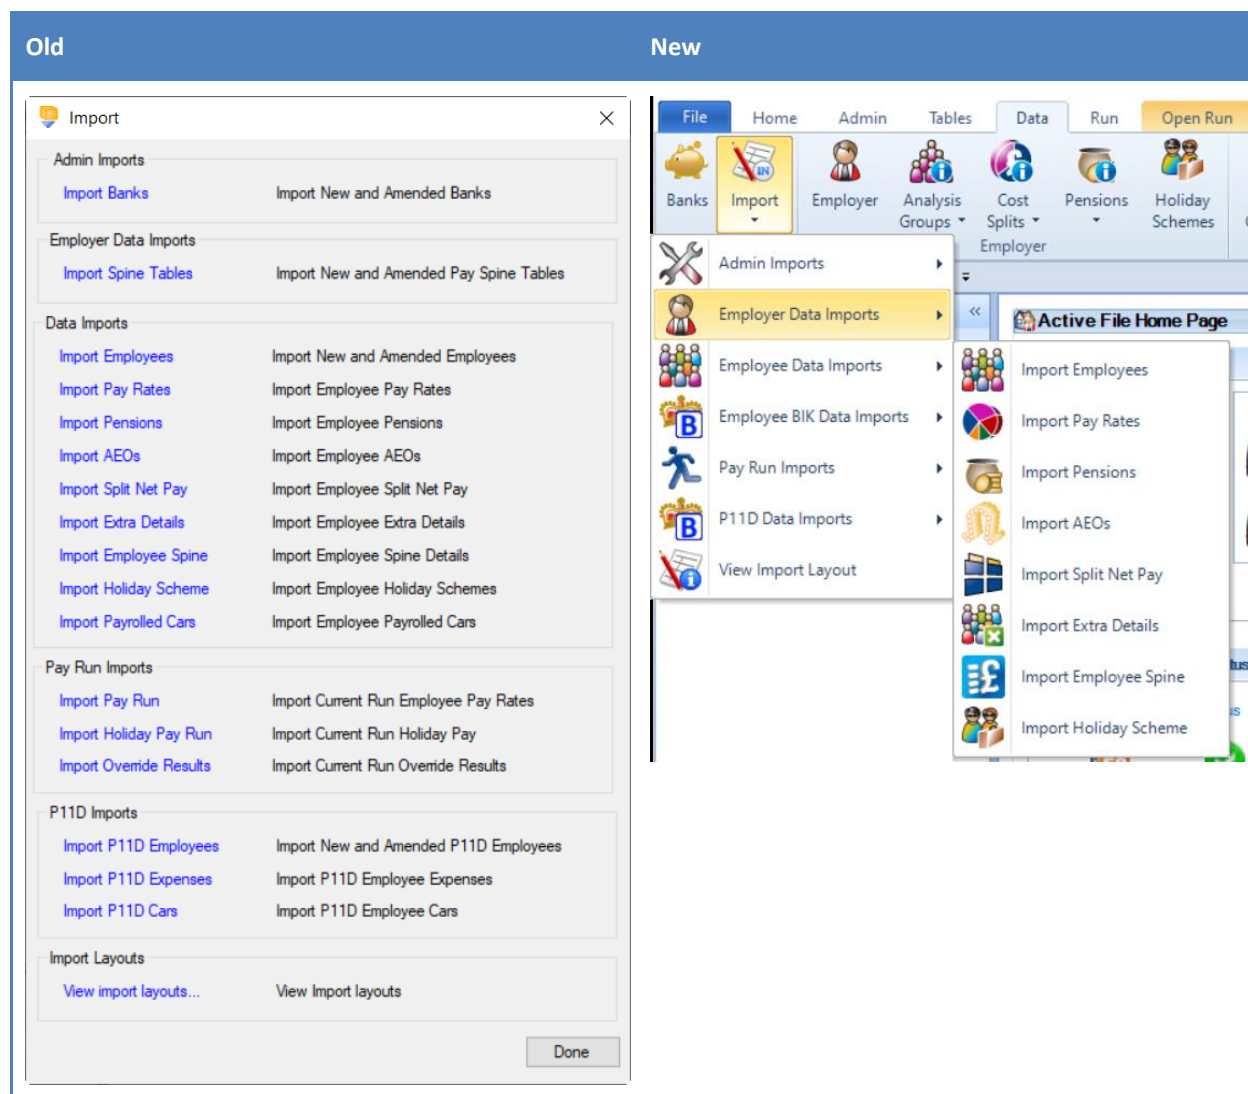 Old
New
Import
Admin Imports
Import Banks Import New and Amended Banks
Employer Data Imports
Import Spine Tables Import New and Amended Pay Spine Tables
Data Imports
Import Employees Import New and Amended Employees
Import Pay Rates Import Employee Pay Rates
Import Pensions Import Employee Pensions
Import AEOs Import Employee AEOs
Import Split Net Pay Import Employee Split Net Pay
Import Extra Details Import Employee Extra Details
Import Employee Spine Import Employee Spine Details
Import Holiday Scheme Import Employee Holiday Schemes
Import Payrolled Cars Import Employee Payrolled Cars
Pay Run Imports
Import Pay Run Import Current Run Employee Pay Rates
Import Holiday Pay Run Import Current Run Holiday Pay
Import Override Results Import Current Run Override Results
P11D Imports
Import P11D Employees Import New and Amended P11D Employees
Import P11D Expenses Import P11D Employee Expenses
Import P11D Cars Import P11D Employee Cars
Import Layouts
View import layouts... View Import layouts
Done
File Home Admin Tables Data Run Open Run
IN
Banks Import Employer Analysis Cost Pensions Holiday
Groups Splits Schemes
Employer
Admin Imports
Employer Data Imports
Employee Data Imports
Employee BIK Data Imports
B
Pay Run Imports
P11D Data Imports
B
View Import Layout
Active File Home Page
Import Employees
Import Pay Rates
Import Pensions
Import AEOs
Import Split Net Pay
Import Extra Details
Import Employee Spine
Import Holiday Scheme